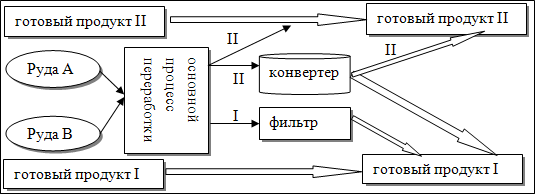 готовый продукт II
готовый продукт II
II
II
Руда А
основной
процесс
переработки
II
конвертер
Руда В
I
фильтр
готовый продукт I
готовый продукт I